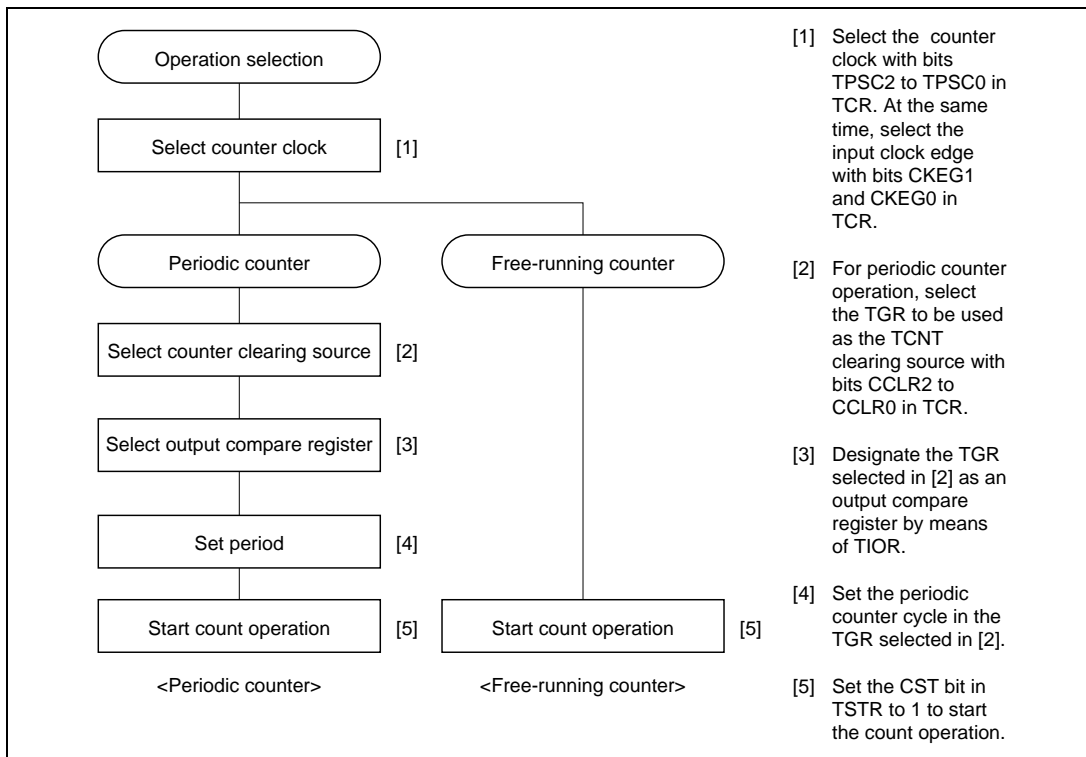 Operation selection
Select counter clock
[1]
Periodic counter
Free-running counter
Select counter clearing source
[2]
Select output compare register
[3]
Set period
[4]
Start count operation
[5]
Start count operation
[5]
<Periodic counter>
<Free-running counter>
[1] Select the counter
clock with bits
TPSC2 to TPSC0 in
TCR. At the same
time, select the
input clock edge
with bits CKEG1
and CKEG0 in
TCR.
[2] For periodic counter
operation, select
the TGR to be used
as the TCNT
clearing source with
bits CCLR2 to
CCLR0 in TCR.
[3] Designate the TGR
selected in [2] as an
output compare
register by means
of TIOR.
[4] Set the periodic
counter cycle in the
TGR selected in [2].
[5] Set the CST bit in
TSTR to 1 to start
the count operation.